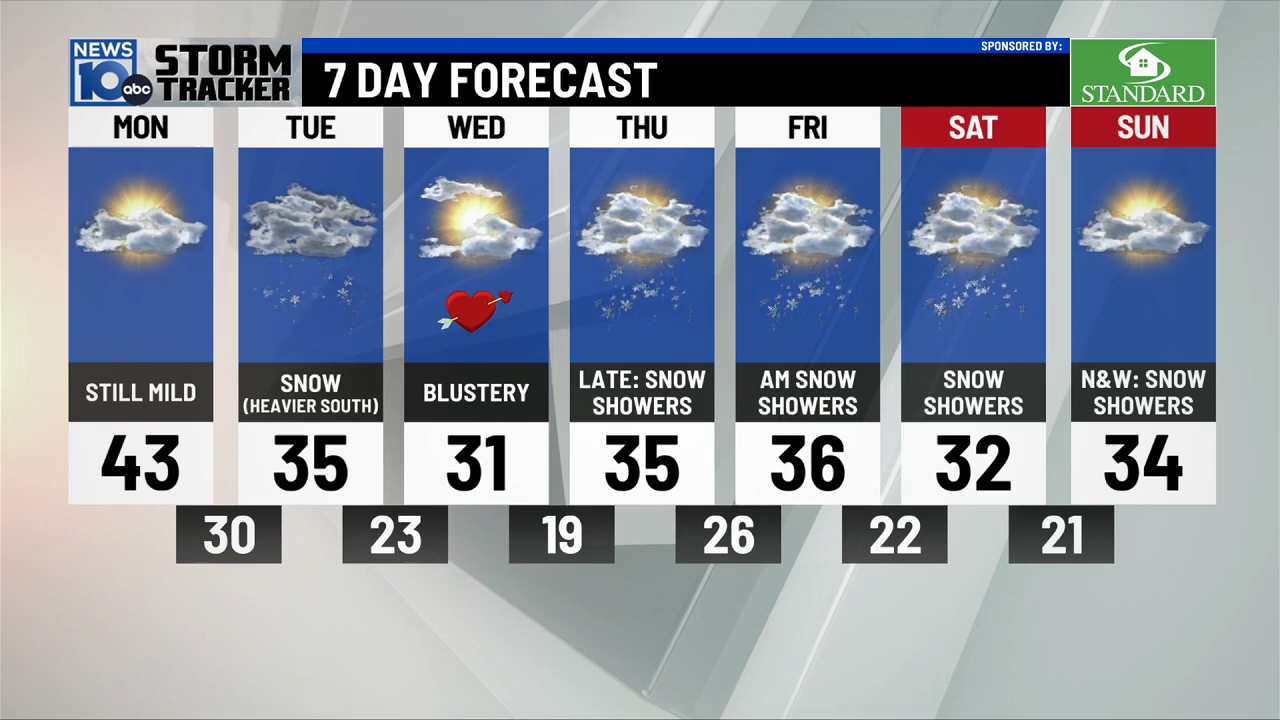 NEWS
10
abc
STORM
TRACKER
7 DAY FORECAST
SPONSORED BY:
STANDARD
MON
TUE
WED
THU
FRI
SAT
SUN
STILL MILD
SNOW
(HEAVIER SOUTH)
BLUSTERY
LATE: SNOW
SHOWERS
AM SNOW
SHOWERS
SNOW
SHOWERS
N&W: SNOW
SHOWERS
43
35
31
35
36
32
34
30
23
19
26
22
21